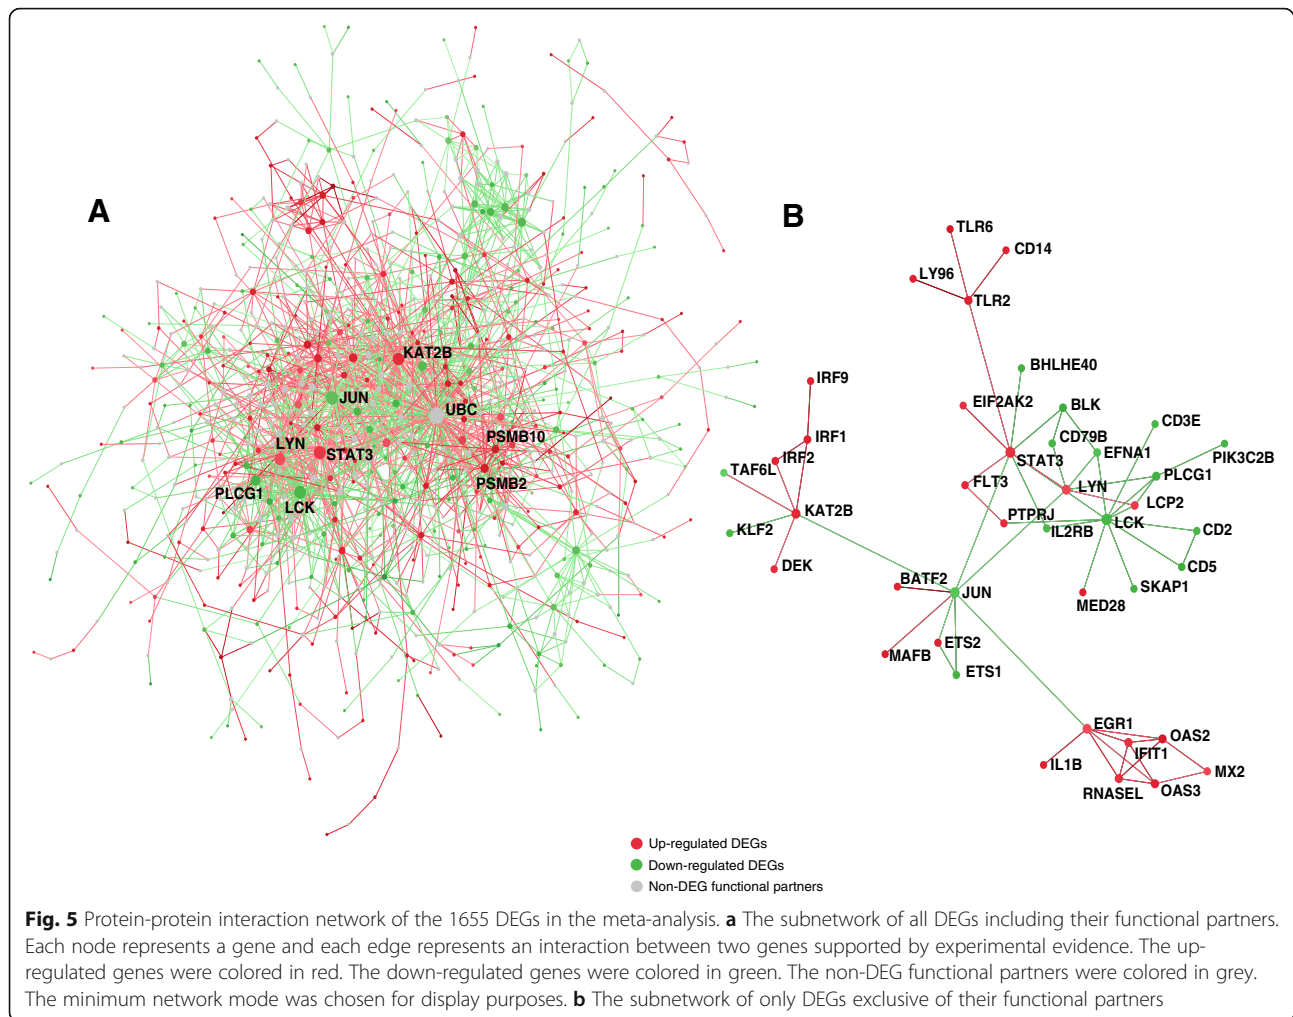 A
KAT2B
JUN
UBC
LYN
STAT3
PSMB10
PSMB2
PLCG1
LCK
B
TLR6
CD14
LY96
TLR2
BHLHE40
IRF9
EIF2AK2
BLK
CD3E
IRF1
CD79B
EFNA1
PIK3C2B
IRF2
STAT3
TAF6L
FLT3
LYN
PLCG1
LCP2
KAT2B
PTPRJ
LCK
KLF2
IL2RB
CD2
DEK
CD5
BATF2
JUN
SKAP1
MED28
ETS2
MAFB
ETS1
EGR1
OAS2
IFIT1
IL1B
MX2
RNASEL
OAS3
Up-regulated DEGs
Down-regulated DEGs
Non-DEG functional partners
Fig. 5 Protein-protein interaction network of the 1655 DEGs in the meta-analysis. a The subnetwork of all DEGs including their functional partners.
Each node represents a gene and each edge represents an interaction between two genes supported by experimental evidence. The up-
regulated genes were colored in red. The down-regulated genes were colored in green. The non-DEG functional partners were colored in grey.
The minimum network mode was chosen for display purposes. b The subnetwork of only DEGs exclusive of their functional partners